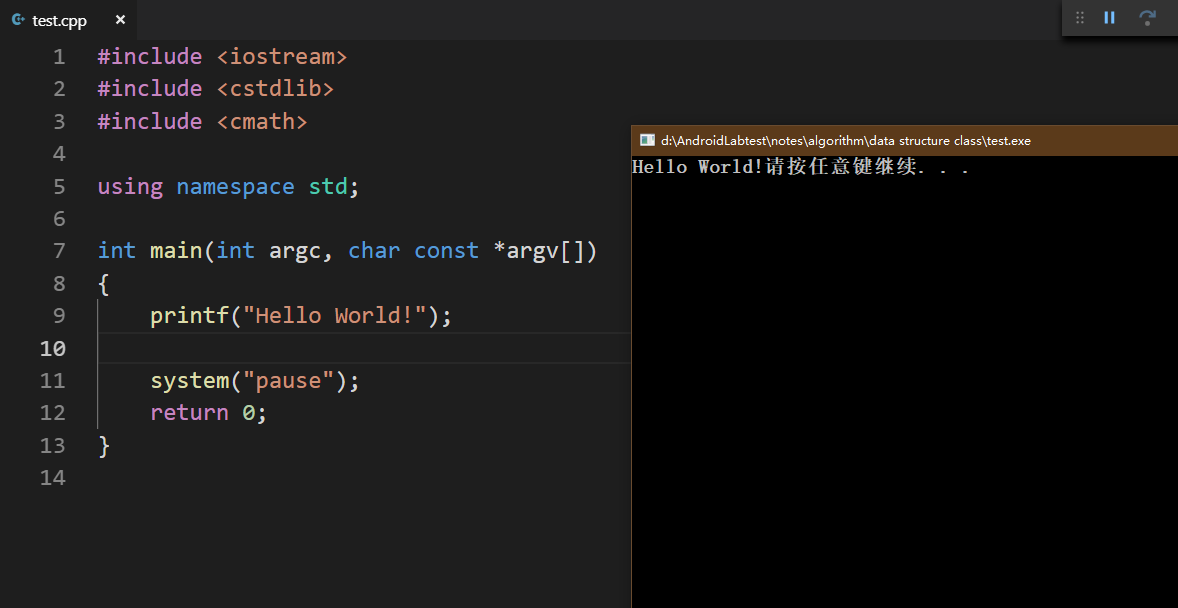 test.cpp ×
1 #include <iostream>
2 #include <cstdlib>
3 #include <cmath>
4
5 using namespace std;
6
7 int main(int argc, char const *argv[])
8 {
9     printf("Hello World!");
10
11     system("pause");
12     return 0;
13 }
14
d:\AndroidLabtest\notes\algorithm\data structure class\test.exe
Hello World!请按任意键继续. . .